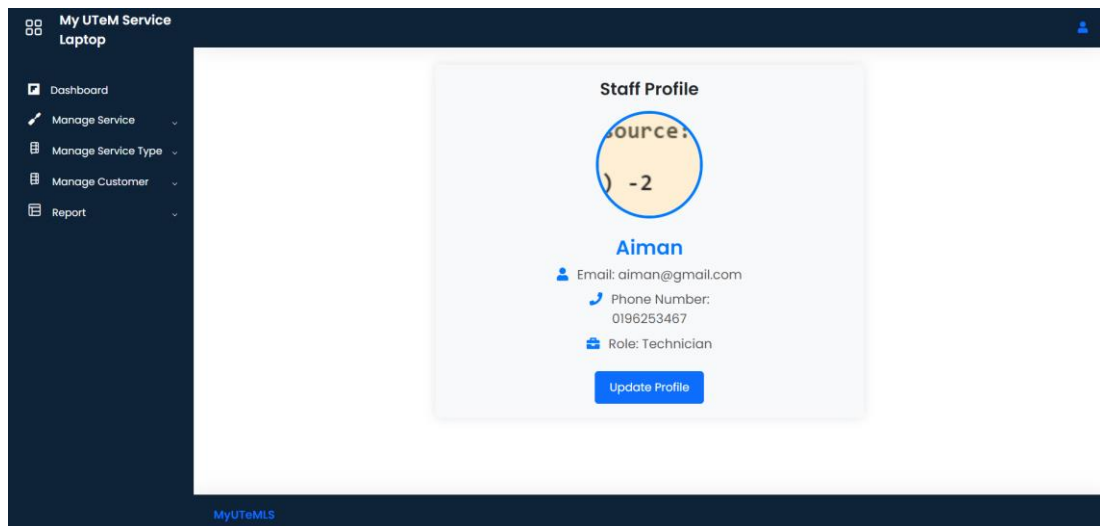 My UTeM Service
Laptop
Dashboard
Manage Service
Manage Service Type
Manage Customer
Report
Staff Profile
source:
) -2
Aiman
Email: aiman@gmail.com
Phone Number:
0196253467
Role: Technician
Update Profile
MyUTeMLS